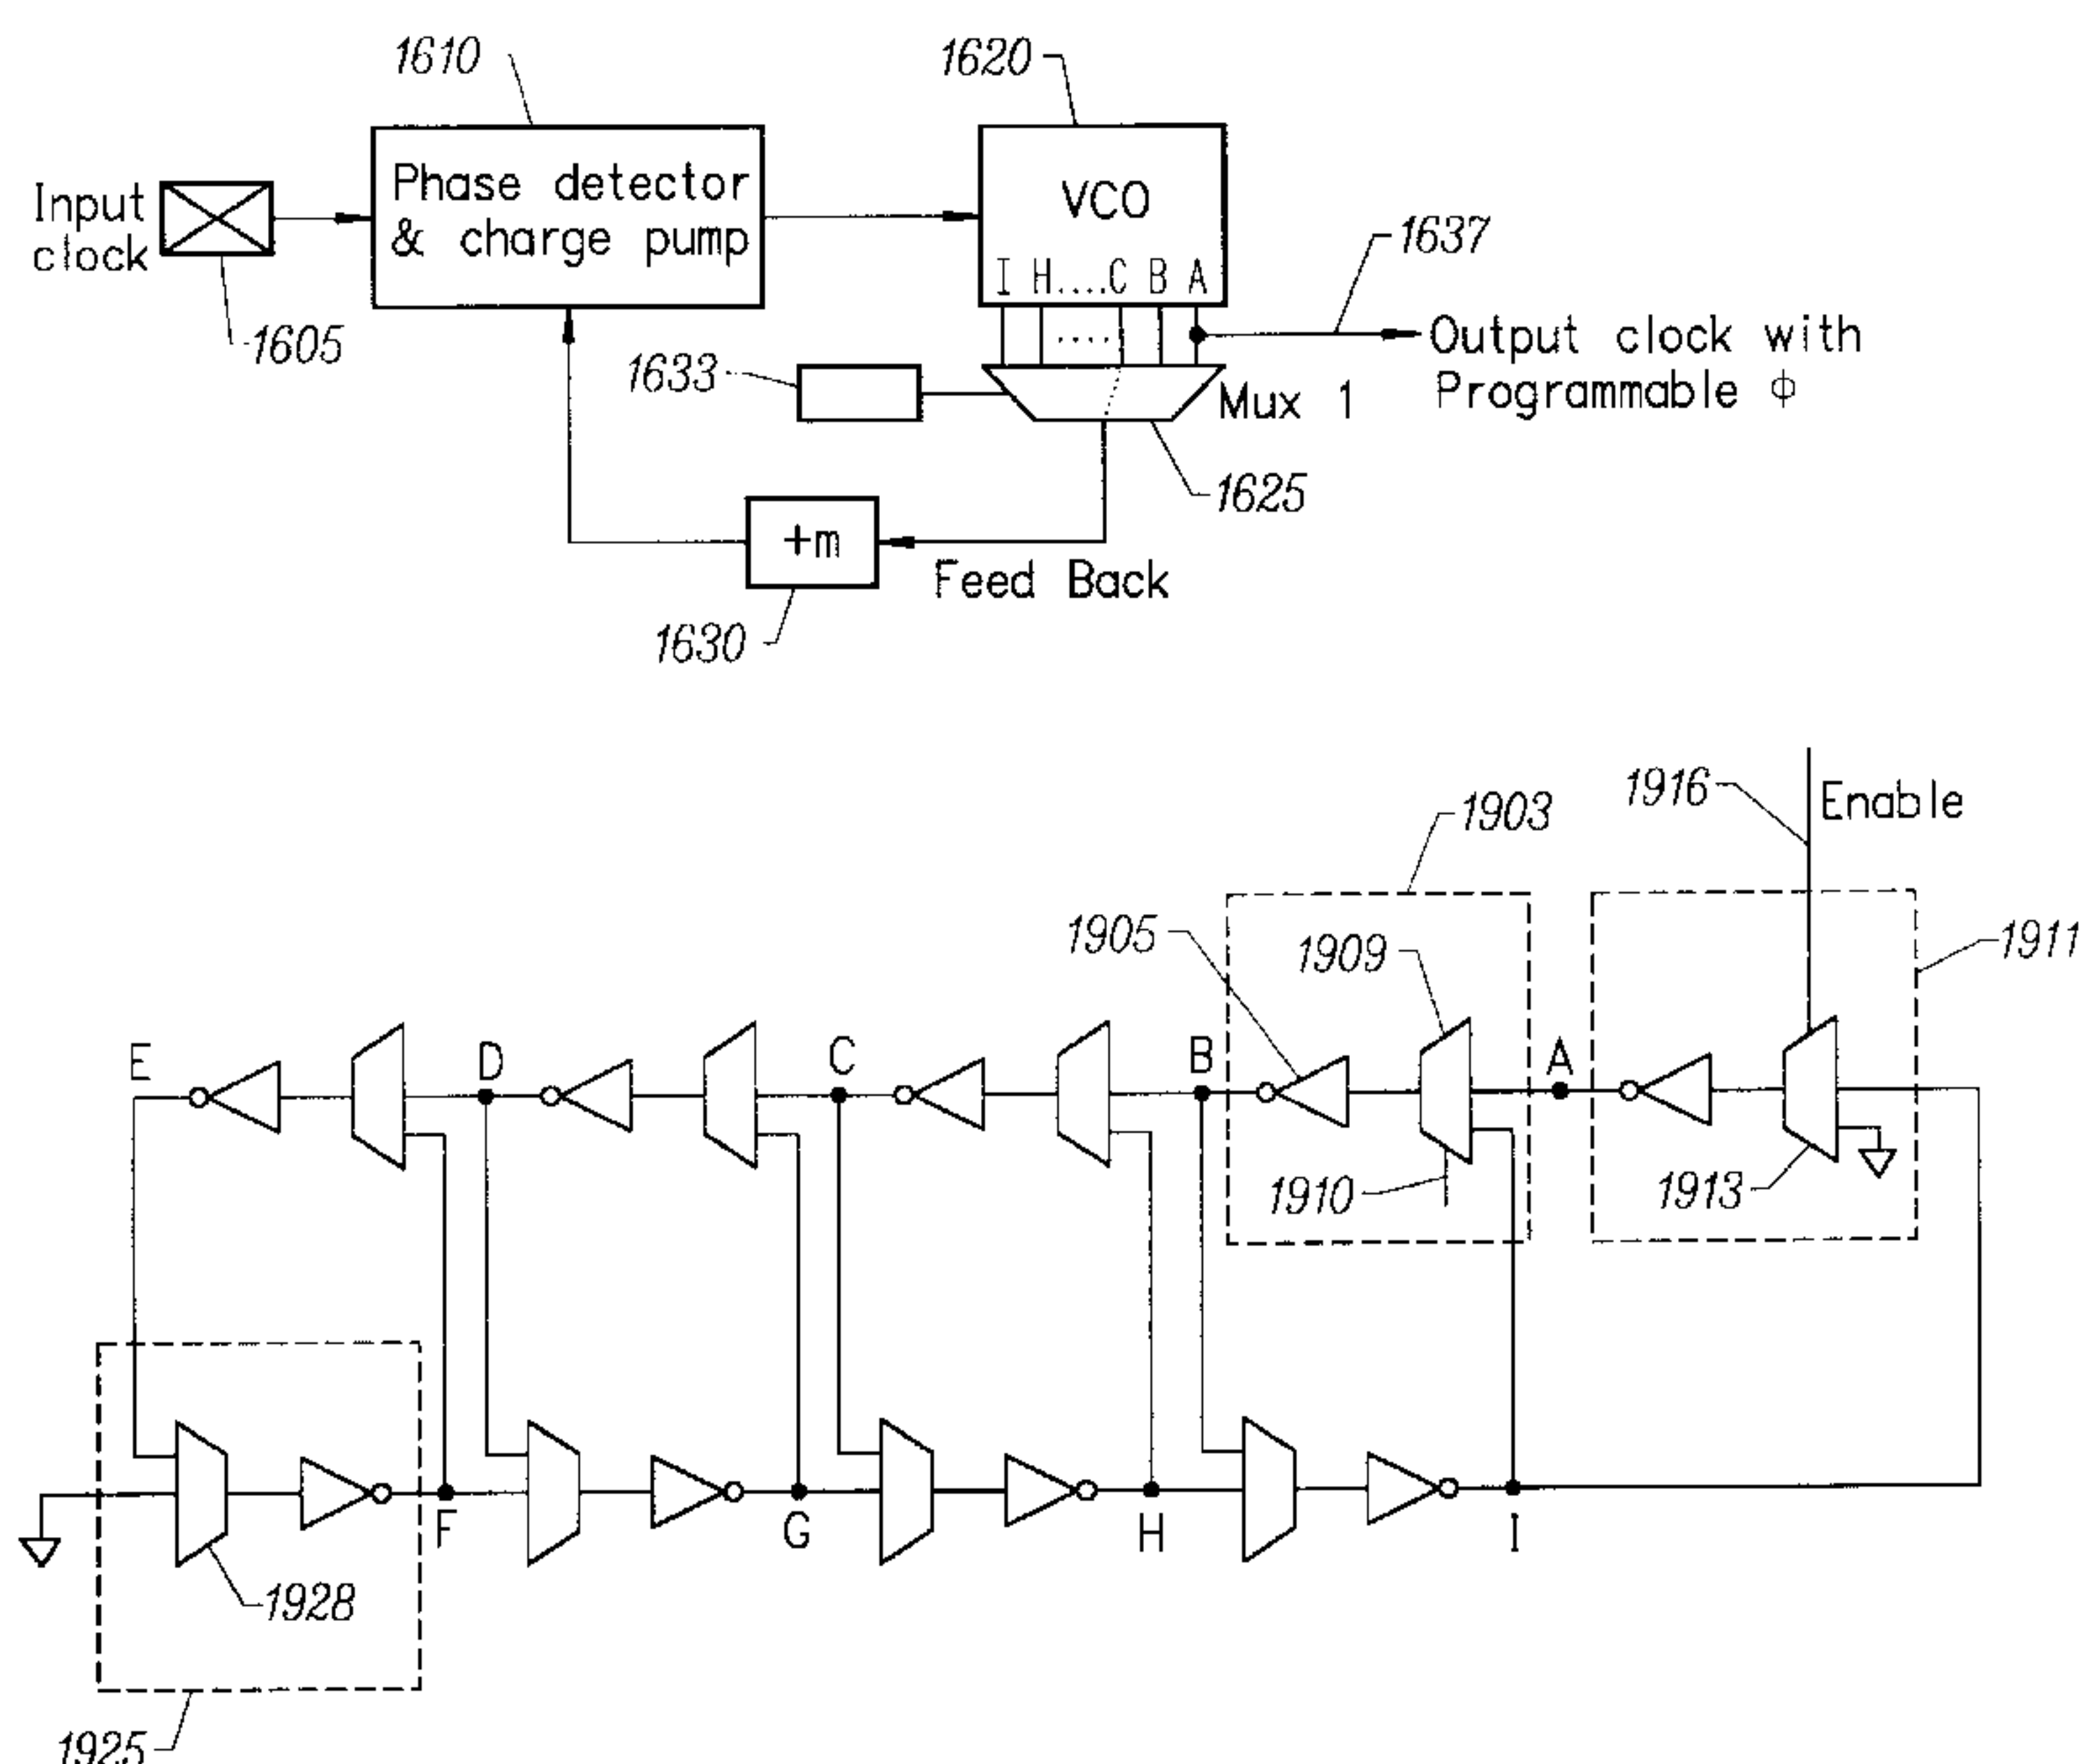 1610
1620
Input
clock
Phase detector
& charge pump
VCO
I H....C B A
1637
1605
Output clock with
Programmable Φ
1633
Mux 1
1625
+m
Feed Back
1630
1916
Enable
1903
1905
1909
1911
E
D
C
B
A
1910
1913
F
G
H
I
1928
1925